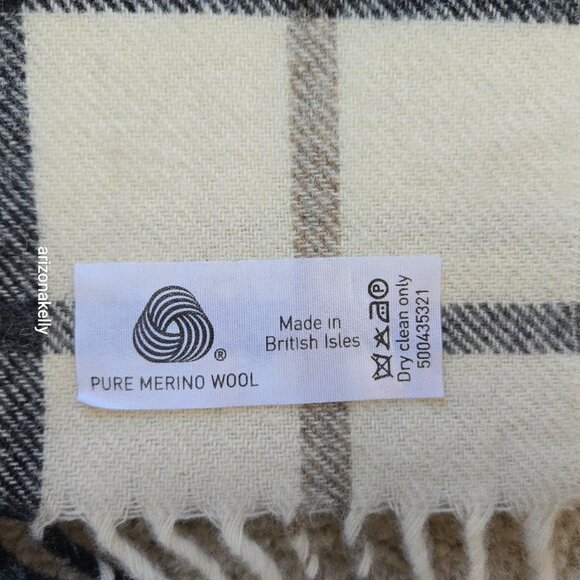 arizonakelly
®
PURE MERINO WOOL
Made in
British Isles
P
Dry clean only
500435321